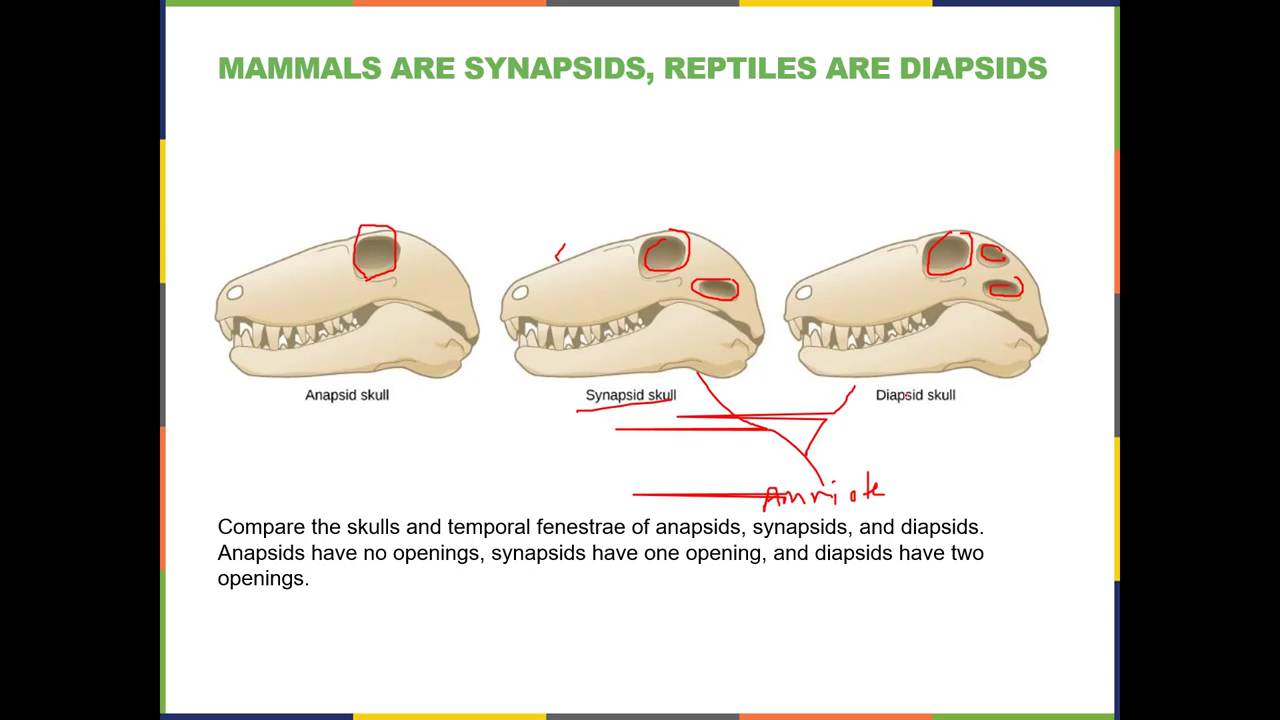 MAMMALS ARE SYNAPSIDS, REPTILES ARE DIAPSIDS
Anapsid skull
Synapsid skull
Diapsid skull
Amniote
Compare the skulls and temporal fenestrae of anapsids, synapsids, and diapsids.
Anapsids have no openings, synapsids have one opening, and diapsids have two
openings.